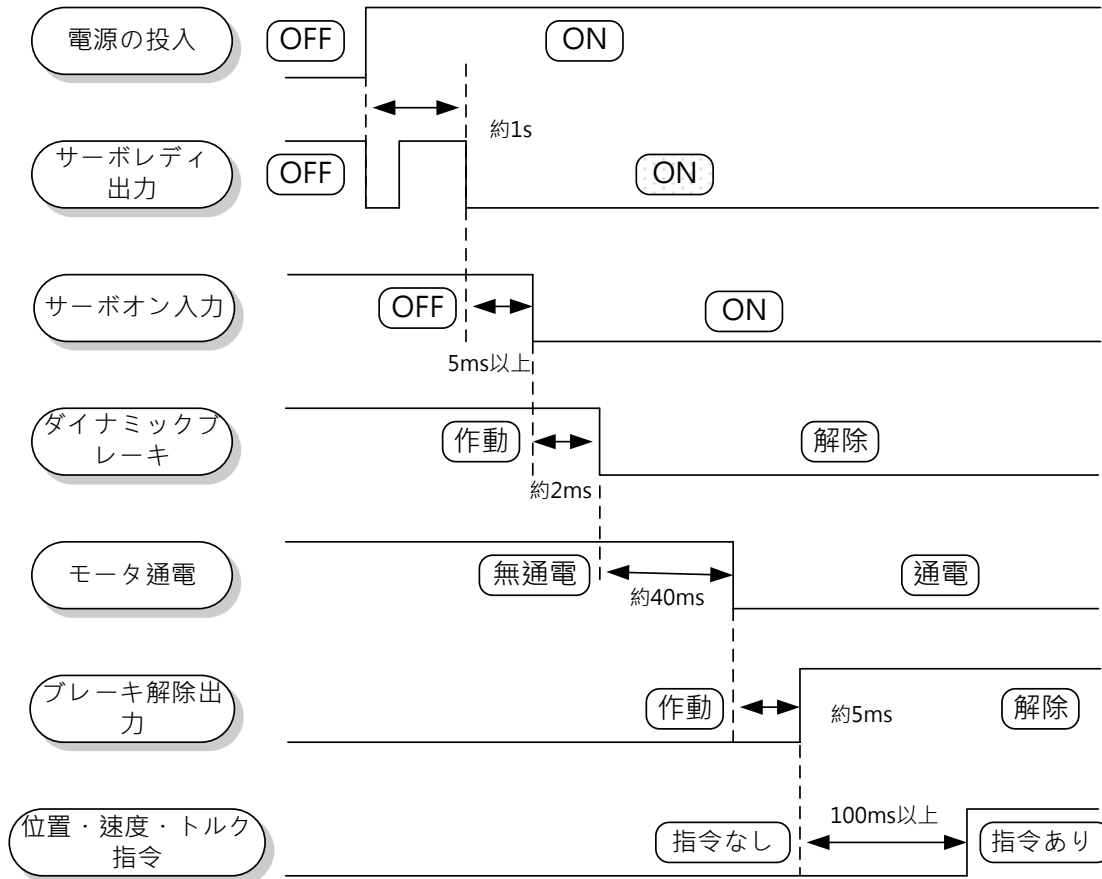 電源の投入
OFF
ON
約1s
サーボレディ
出力
OFF
ON
サーボオン入力
OFF
ON
5ms以上
ダイナミックブ
レーキ
作動
解除
約2ms
モータ通電
無通電
通電
約40ms
ブレーキ解除出
力
作動
約5ms
解除
位置・速度・トルク
指令
指令なし
100ms以上
指令あり